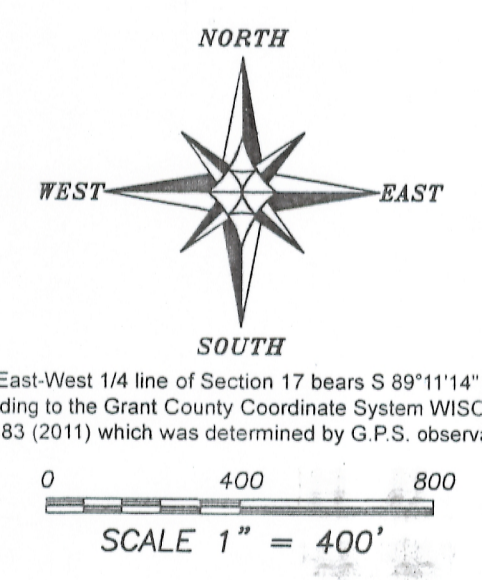 NORTH
WEST EAST
SOUTH
East-West 1/4 line of Section 17 bears S 89°11'14"
ding to the Grant County Coordinate System WISC
83 (2011) which was determined by G.P.S. observa
0 400 800
SCALE 1" = 400'